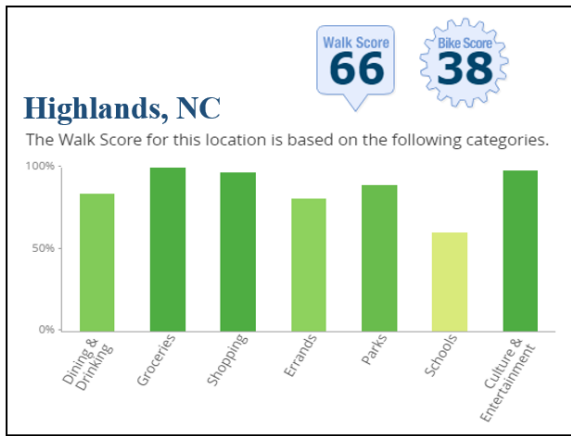 Walk Score
66
Bike Score
38
Highlands, NC
The Walk Score for this location is based on the following categories.
100%
50%
0%
Dining &
Drinking
Groceries
Shopping
Errands
Parks
Schools
Culture &
Entertainment